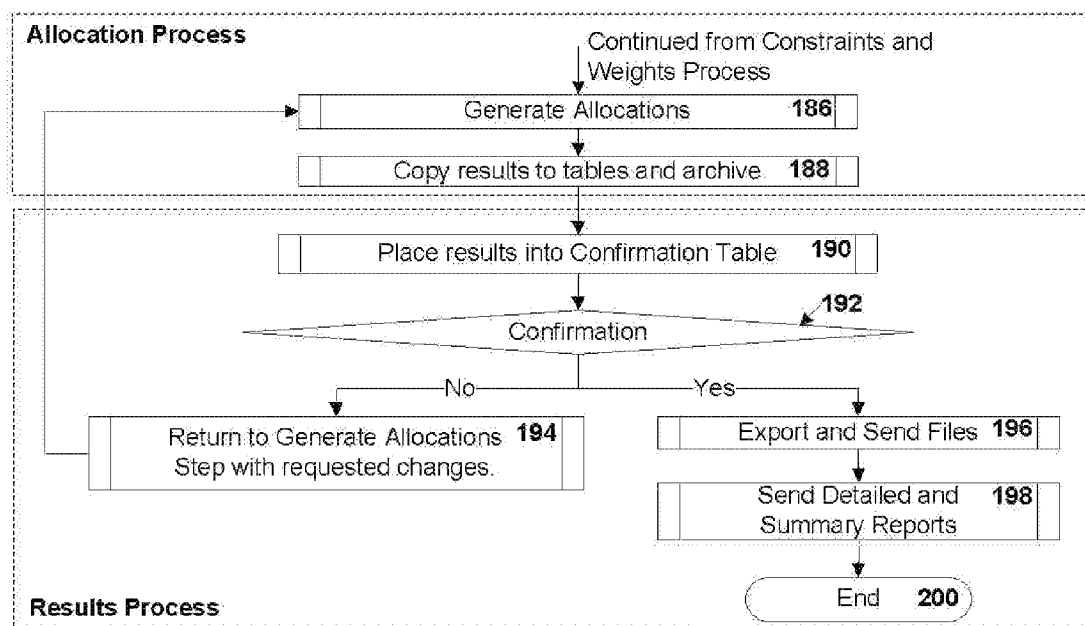 Allocation Process
Continued from Constraints and
Weights Process
Generate Allocations 186
Copy results to tables and archive 188
Place results into Confirmation Table 190
192
Confirmation
No Yes
Return to Generate Allocations 194
Step with requested changes.
Export and Send Files 196
Send Detailed and 198
Summary Reports
End 200
Results Process